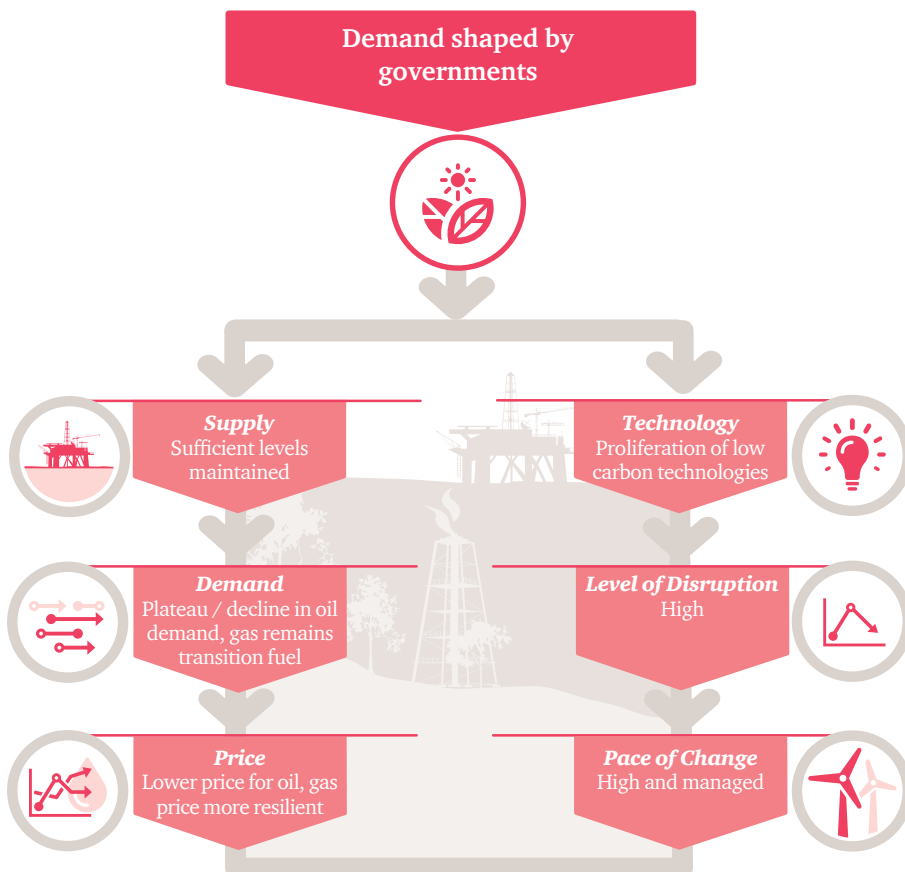 Demand shaped by
governments
Supply
Sufficient levels
maintained
Technology
Proliferation of low
carbon technologies
Demand
Plateau / decline in oil
demand, gas remains
transition fuel
Level of Disruption
High
Price
Lower price for oil, gas
price more resilient
Pace of Change
High and managed